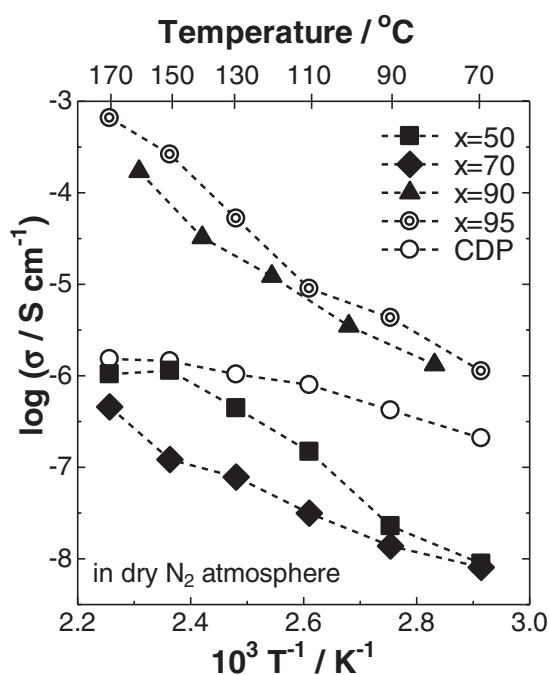 Temperature / °C
170 150 130 110 90 70
-3
-4
-5
-6
-7
-8
log (σ / S cm⁻¹)
x=50
x=70
x=90
x=95
CDP
in dry N₂ atmosphere
2.2 2.4 2.6 2.8 3.0
10³ T⁻¹ / K⁻¹